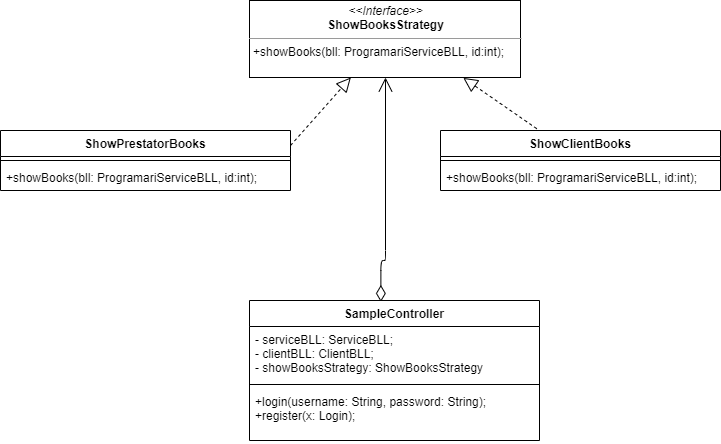 <<Interface>>
ShowBooksStrategy
+showBooks(bll: ProgramariServiceBLL, id:int);
ShowPrestatorBooks
+showBooks(bll: ProgramariServiceBLL, id:int);
ShowClientBooks
+showBooks(bll: ProgramariServiceBLL, id:int);
SampleController
- serviceBLL: ServiceBLL;
- clientBLL: ClientBLL;
- showBooksStrategy: ShowBooksStrategy
+login(username: String, password: String);
+register(x: Login);